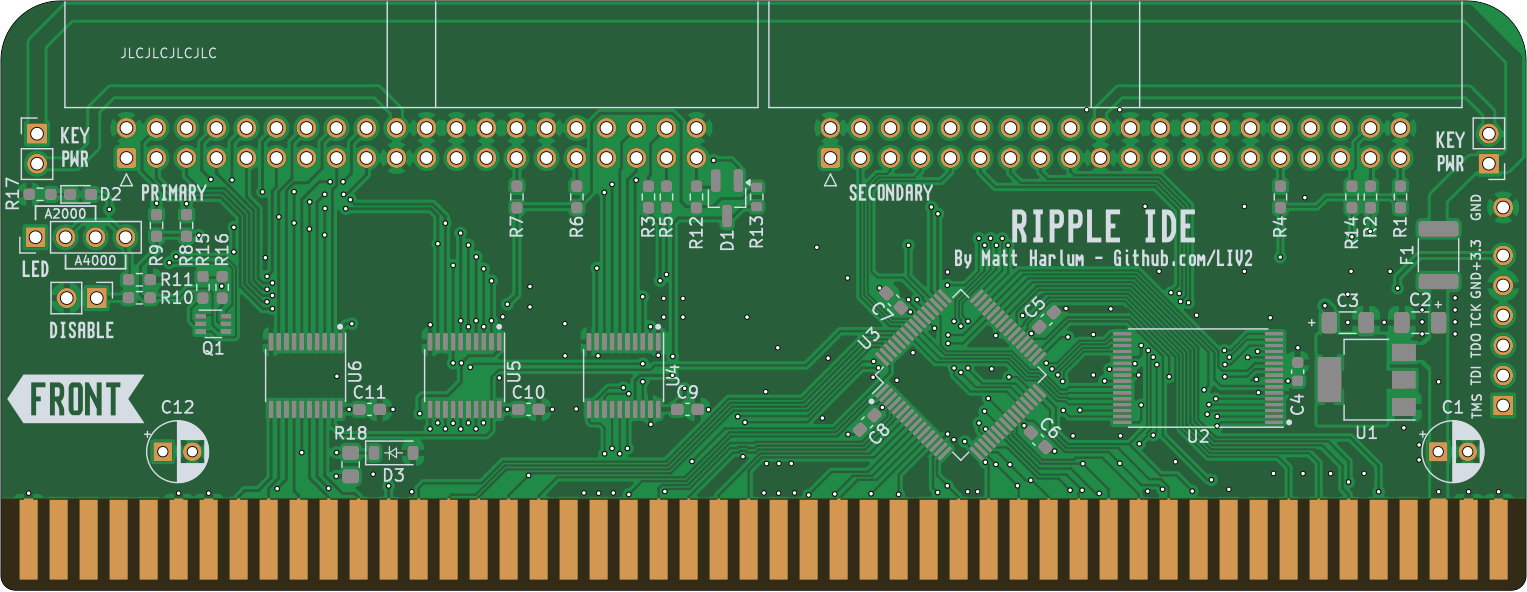 JLCJLCJLCJLC
KEY
PWR
KEY
PWR
R17
D2
PRIMARY
SECONDARY
A2000
A4000
LED
R9
R8
R15
R16
R11
R10
DISABLE
Q1
R7
R6
R3
R5
R12
D1
R13
R4
R14
R2
R1
RIPPLE IDE
By Matt Harlum - Github.com/LIV2
F1
GND
+3.3
GND
TCK
TDO
TDI
TMS
C7
C5
C3
+
C2
+
U3
U6
U5
U4
FRONT
C12
+
C11
C10
C9
C8
C6
U2
C4
U1
C1
+
R18
D3